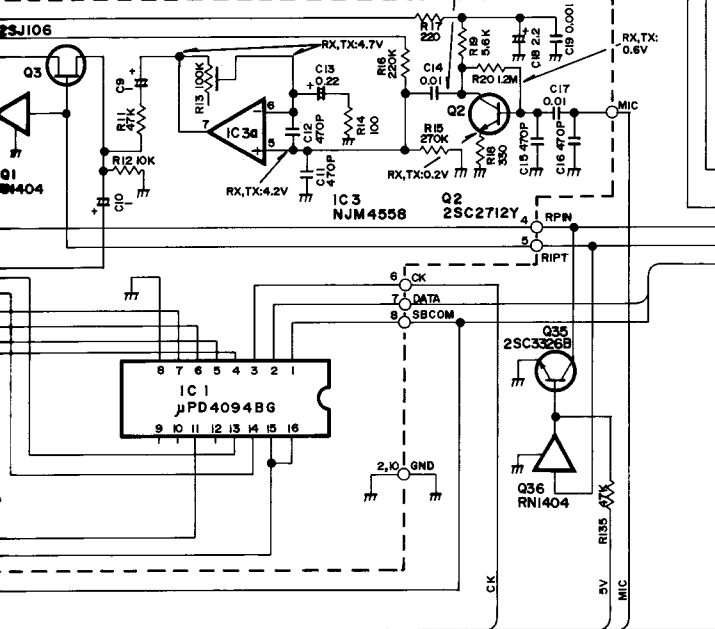 2SJ106
Q3
C9
1
R11
47K
R12 10K
C10
1
Q1
RN1404
R13 100K
RX,TX:4.7V
7
6
5
IC3a
C12
470P
C13
0.22
R14
100
C11
470P
RX,TX:4.2V
IC3
NJM4558
R16
220K
R17
220
C14
0.01
R15
270K
RX,TX:0.2V
R19
5.6K
R20 1.2M
Q2
R18
330
C18 2.2
C19 0.001
RX,TX:
0.6V
C17
0.01
C15 470P
C16 470P
MIC
Q2
2SC2712Y
4
RPIN
5
RIPT
6
CK
7
DATA
8
SBCOM
8 7 6 5 4 3 2 1
IC1
µPD4094BG
9 10 11 12 13 14 15 16
2,10
GND
Q35
2SC3326B
Q36
RN1404
R135 47K
CK
5V
MIC